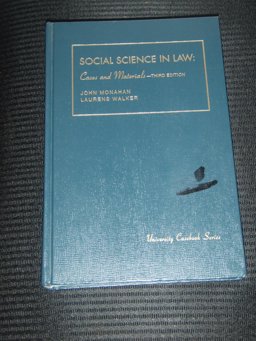 SOCIAL SCIENCE IN LAW:
Cases and Materials—THIRD EDITION
JOHN MONAHAN
LAURENS WALKER
University Casebook Series